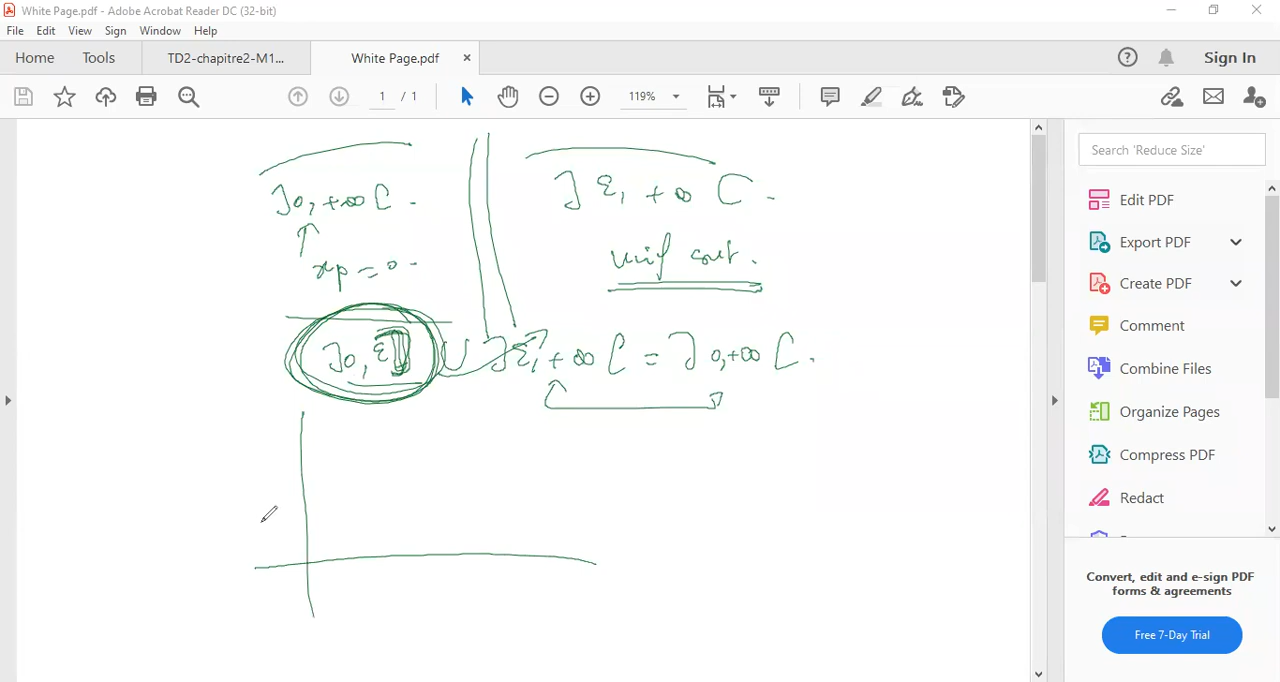 White Page.pdf - Adobe Acrobat Reader DC (32-bit)
File Edit View Sign Window Help
Home Tools TD2-chapitre2-M1... White Page.pdf × Sign In
1 / 1 119%
]0, +∞[ .
]ε, +∞[ .
xp = 0 .
unif cont .
]0, ε] ∪ ]ε, +∞[ = ]0, +∞[ .
Search 'Reduce Size'
Edit PDF
Export PDF
Create PDF
Comment
Combine Files
Organize Pages
Compress PDF
Redact
Convert, edit and e-sign PDF
forms & agreements
Free 7-Day Trial